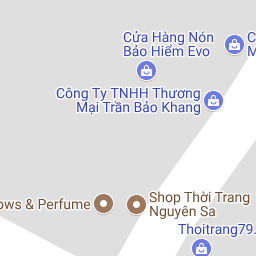 Cửa Hàng Nón
Bảo Hiểm Evo
Công Ty TNHH Thương
Mại Trần Bảo Khang
& Perfume
Shop Thời Trang
Nguyên Sa
Thoitrang79.